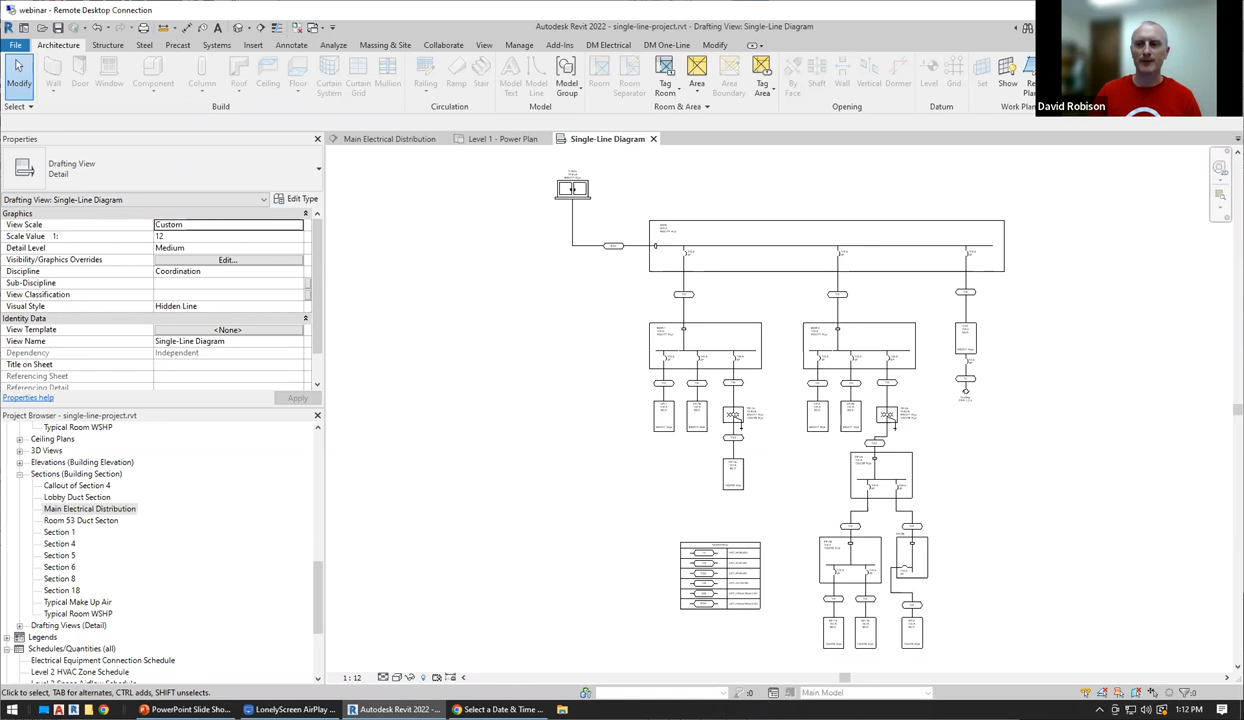 webinar - Remote Desktop Connection
Autodesk Revit 2022 - single-line-project.rvt - Drafting View: Single-Line Diagram
File Architecture Structure Steel Precast Systems Insert Annotate Analyze Massing & Site Collaborate View Manage Add-Ins DM Electrical DM One-Line Modify
Modify Wall Door Window Component Column Roof Ceiling Floor Curtain System Curtain Grid Mullion Railing Ramp Stair Model Text Model Line Model Group Room Room Separator Tag Room Area Area Boundary Tag Area By Face Shaft Wall Vertical Dormer Level Grid Set Show
Select Build Circulation Model Room & Area Opening Datum Work Plane
David Robison
Properties
Main Electrical Distribution Level 1 - Power Plan Single-Line Diagram
Drafting View
Detail
Drafting View: Single-Line Diagram Edit Type
Graphics
View Scale Custom
Scale Value 1: 12
Detail Level Medium
Visibility/Graphics Overrides Edit...
Discipline Coordination
Sub-Discipline
View Classification
Visual Style Hidden Line
Identity Data
View Template <None>
View Name Single-Line Diagram
Dependency Independent
Title on Sheet
Referencing Sheet
Referencing Detail
Properties help Apply
Project Browser - single-line-project.rvt
Typical Room WSHP
Ceiling Plans
3D Views
Elevations (Building Elevation)
Sections (Building Section)
Callout of Section 4
Lobby Duct Section
Main Electrical Distribution
Room 53 Duct Secton
Section 1
Section 4
Section 5
Section 6
Section 8
Section 18
Typical Make Up Air
Typical Room WSHP
Drafting Views (Detail)
Legends
Schedules/Quantities (all)
Electrical Equipment Connection Schedule
Level 2 HVAC Zone Schedule
Level 2 Space Airflow Schedule
1 : 12
Click to select, TAB for alternates, CTRL adds, SHIFT unselects.
:0 Main Model :0
PowerPoint Slide Sho... LonelyScreen AirPlay ... Autodesk Revit 2022 -... Select a Date & Time ... 1:12 PM